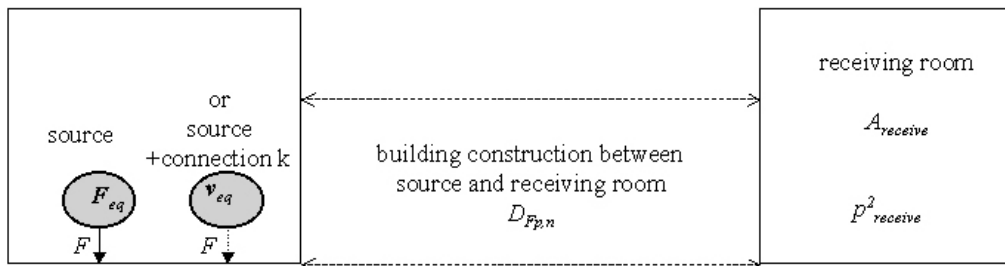 receiving room
or
source
source
+connection k
A_receive
building construction between
source and receiving room
F_eq
v_eq
D_Fp,n
p²_receive
F
F